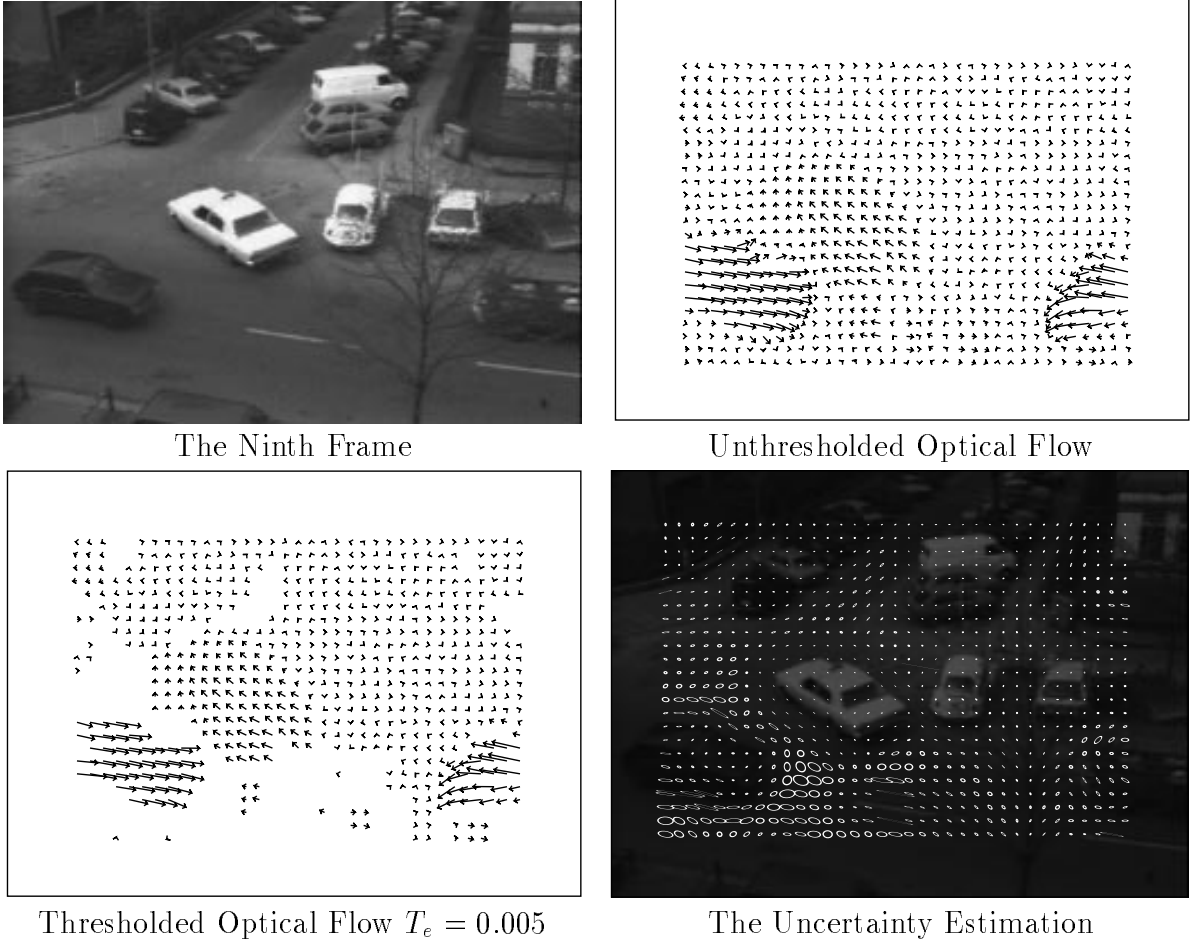 The Ninth Frame
Unthresholded Optical Flow
Thresholded Optical Flow T_e = 0.005
The Uncertainty Estimation